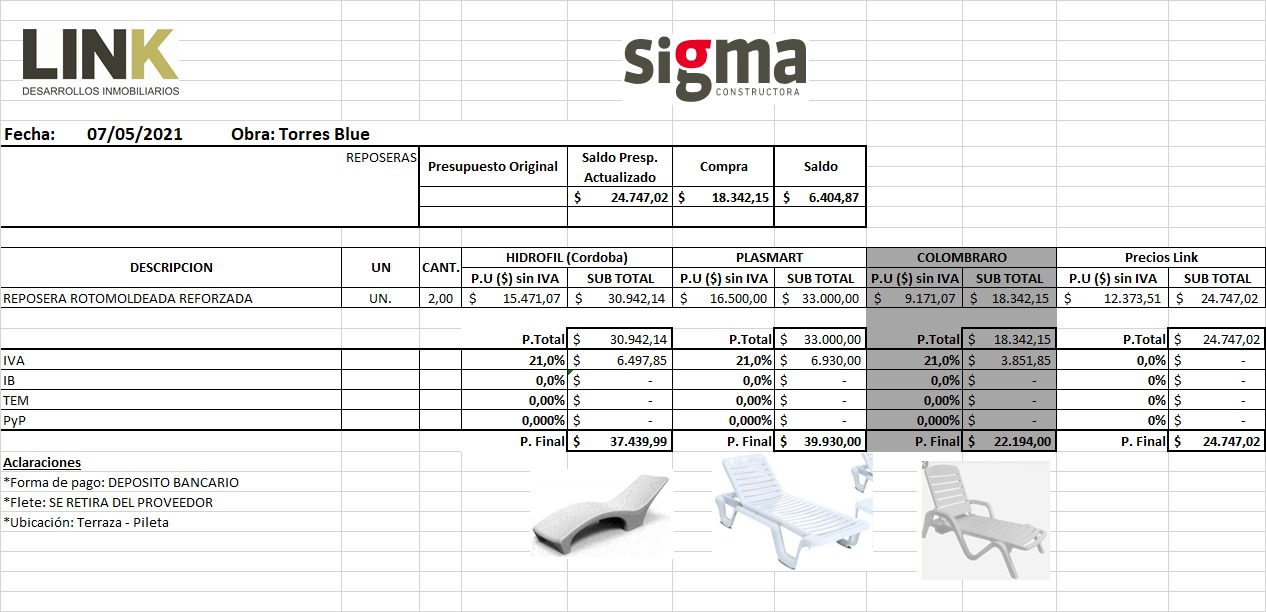 LINK
DESARROLLOS INMOBILIARIOS
sigma
CONSTRUCTORA
Fecha: 07/05/2021 Obra: Torres Blue
REPOSERAS
Presupuesto Original Saldo Presp. Actualizado Compra Saldo
$ 24.747,02 $ 18.342,15 $ 6.404,87
DESCRIPCION UN CANT. HIDROFIL (Cordoba) PLASMART COLOMBRARO Precios Link
P.U ($) sin IVA SUB TOTAL P.U ($) sin IVA SUB TOTAL P.U ($) sin IVA SUB TOTAL P.U ($) sin IVA SUB TOTAL
REPOSERA ROTOMOLDEADA REFORZADA UN. 2,00 $ 15.471,07 $ 30.942,14 $ 16.500,00 $ 33.000,00 $ 9.171,07 $ 18.342,15 $ 12.373,51 $ 24.747,02
P.Total $ 30.942,14 P.Total $ 33.000,00 P.Total $ 18.342,15 P.Total $ 24.747,02
IVA 21,0% $ 6.497,85 21,0% $ 6.930,00 21,0% $ 3.851,85 0,0% $ -
IB 0,0% $ - 0,0% $ - 0,0% $ - 0% $ -
TEM 0,00% $ - 0,00% $ - 0,00% $ - 0% $ -
PyP 0,000% $ - 0,000% $ - 0,000% $ - 0% $ -
P. Final $ 37.439,99 P. Final $ 39.930,00 P. Final $ 22.194,00 P. Final $ 24.747,02
Aclaraciones
*Forma de pago: DEPOSITO BANCARIO
*Flete: SE RETIRA DEL PROVEEDOR
*Ubicación: Terraza - Pileta